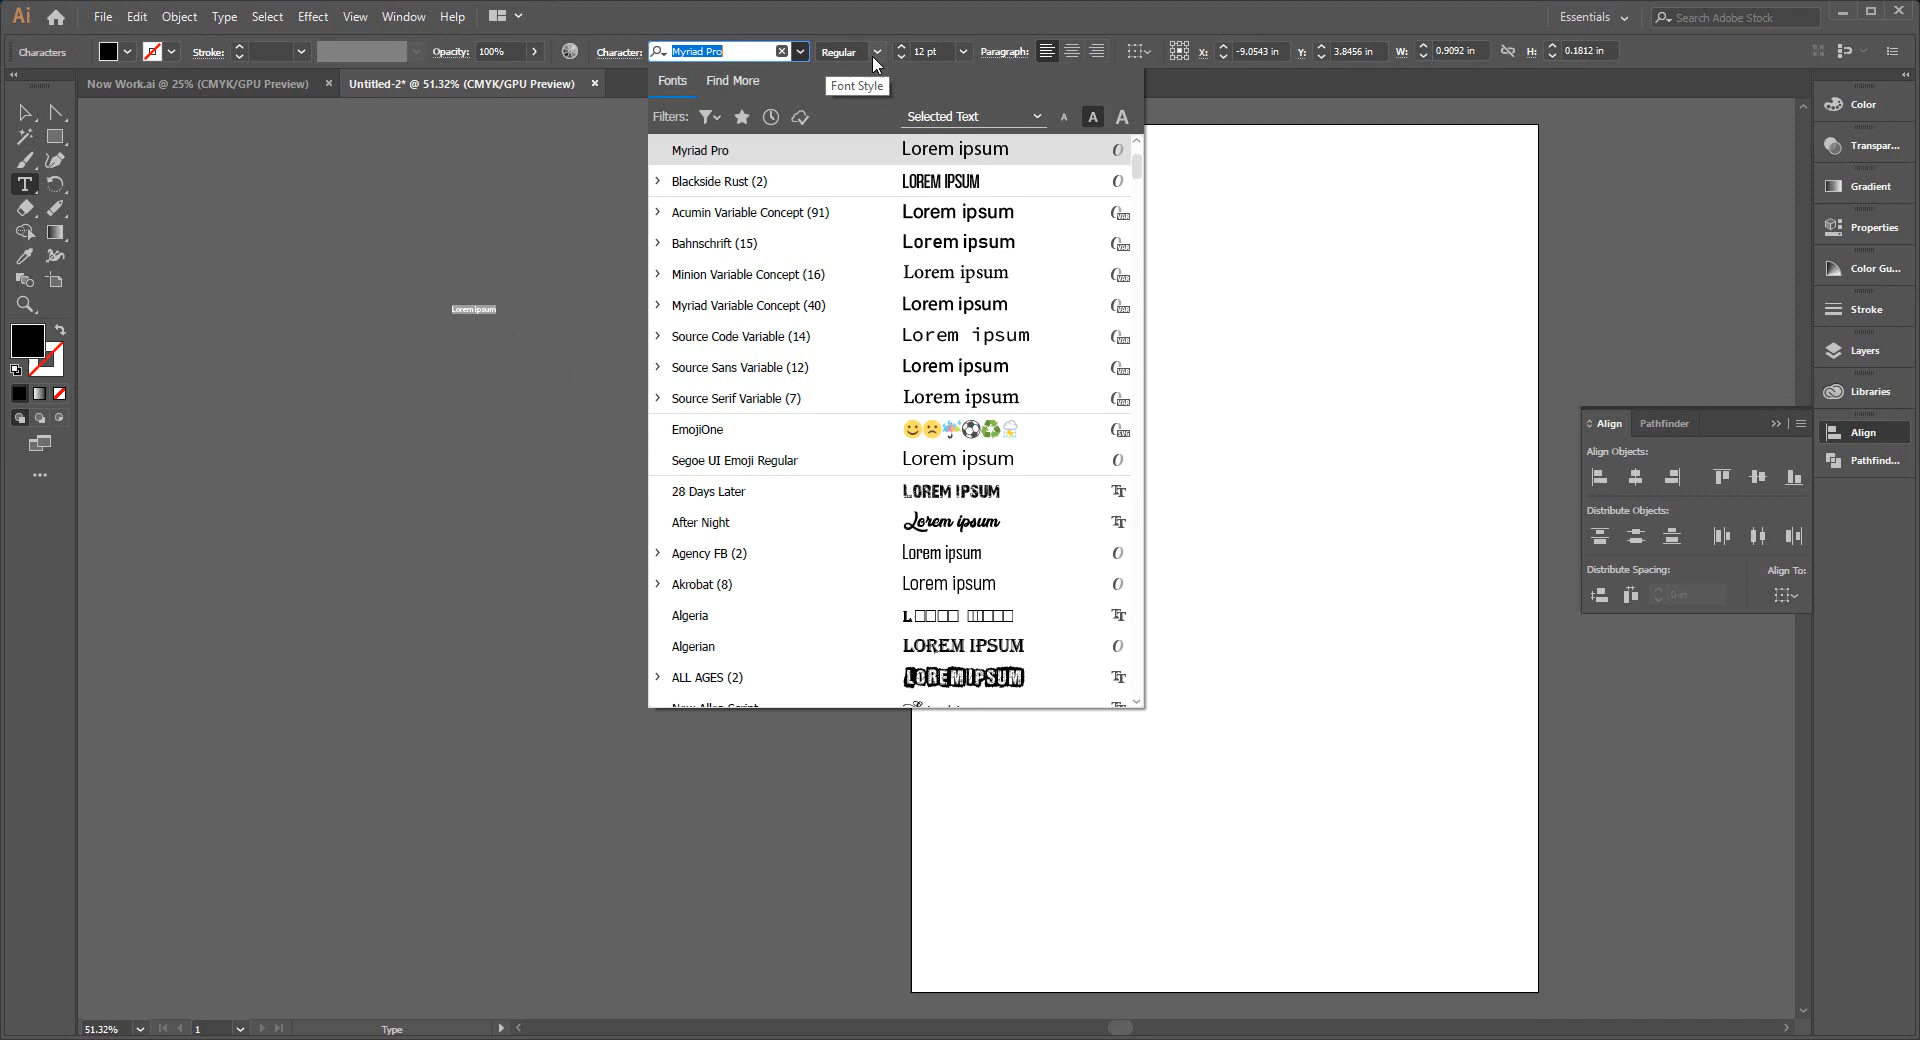 Ai File Edit Object Type Select Effect View Window Help Essentials Search Adobe Stock
Characters Stroke: Opacity: 100% Character: Myriad Pro Regular 12 pt Paragraph: X: -9.0543 in Y: 3.8456 in W: 0.9092 in H: 0.1812 in
Now Work.ai @ 25% (CMYK/GPU Preview) Untitled-2* @ 51.32% (CMYK/GPU Preview)
Fonts Find More
Font Style
Filters: Selected Text A A A
Myriad Pro Lorem ipsum
Blackside Rust (2) LOREM IPSUM
Acumin Variable Concept (91) Lorem ipsum
Bahnschrift (15) Lorem ipsum
Minion Variable Concept (16) Lorem ipsum
Myriad Variable Concept (40) Lorem ipsum
Source Code Variable (14) Lorem ipsum
Source Sans Variable (12) Lorem ipsum
Source Serif Variable (7) Lorem ipsum
EmojiOne
Segoe UI Emoji Regular Lorem ipsum
28 Days Later LOREM IPSUM
After Night Lorem ipsum
Agency FB (2) Lorem ipsum
Akrobat (8) Lorem ipsum
Algeria L
Algerian LOREM IPSUM
ALL AGES (2) LOREM IPSUM
Lorem ipsum
Color
Transpar...
Gradient
Properties
Color Gu...
Stroke
Layers
Libraries
Align
Pathfind...
Align Pathfinder
Align Objects:
Distribute Objects:
Distribute Spacing: Align To:
0 in
51.32% 1 Type